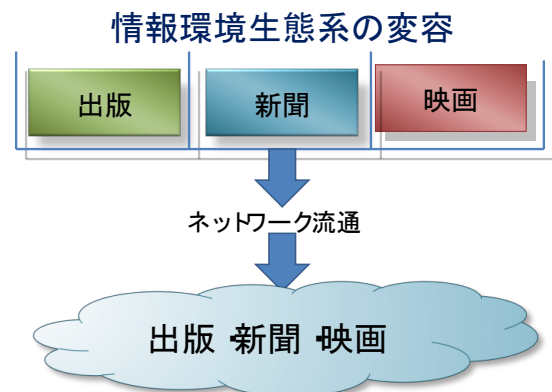 情報環境生態系の変容
出版 新聞 映画
ネットワーク流通
出版・新聞・映画